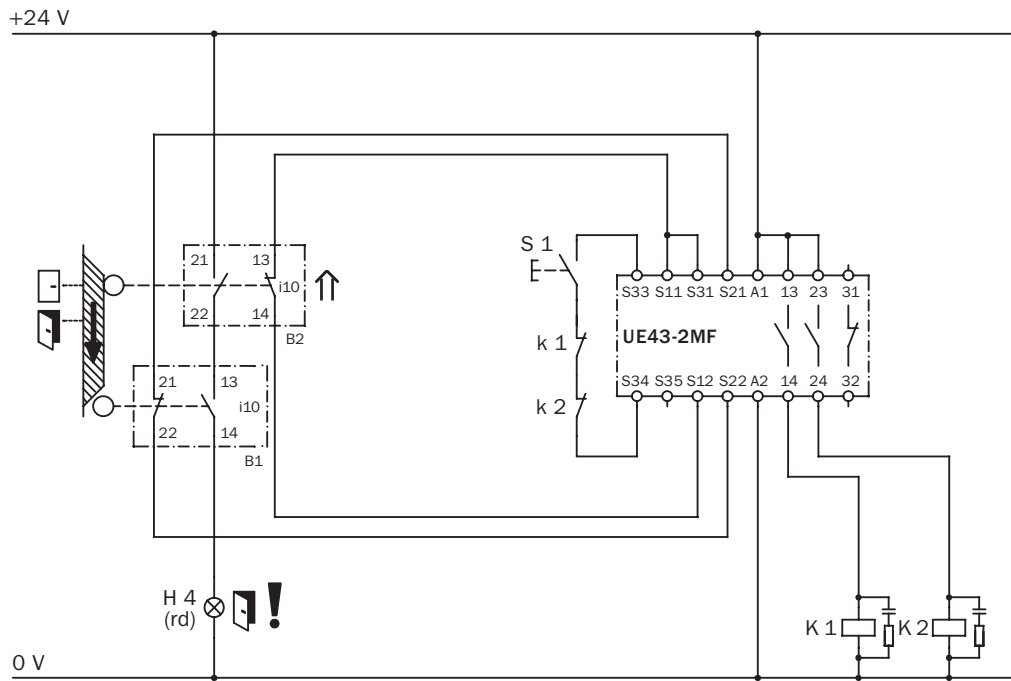 +24 V
21 13
S 1
S33 S11 S31 S21 A1 13 23 31
i10
22 14
UE43-2MF
B2
k 1
21 13
S34 S35 S12 S22 A2 14 24 32
i10
k 2
22 14
B1
H 4
(rd)
!
K 1 K 2
0 V